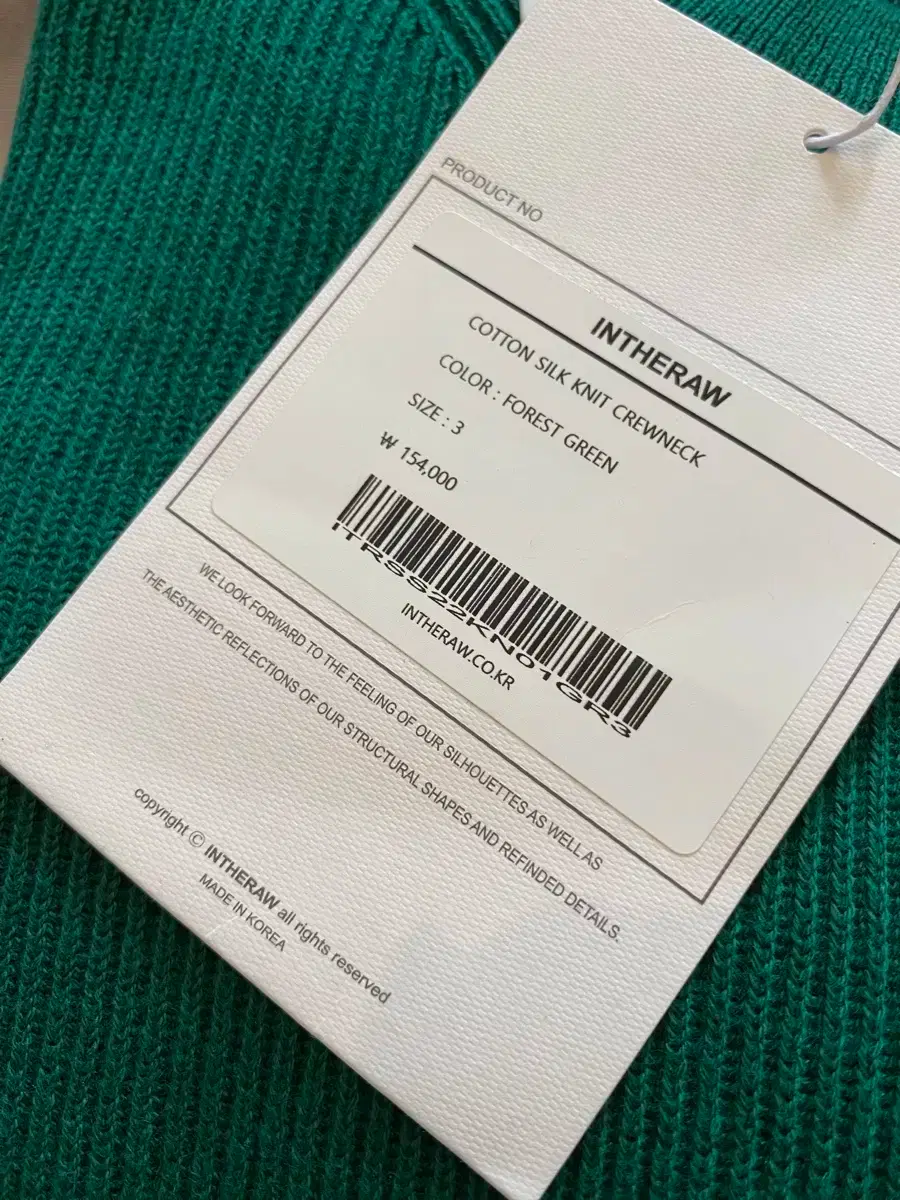 PRODUCT NO
INTHERAW
COTTON SILK KNIT CREWNECK
COLOR : FOREST GREEN
SIZE : 3
₩ 154,000
ITRSS22KN01GR3
INTHERAW.CO.KR
WE LOOK FORWARD TO THE FEELING OF OUR SILHOUETTES AS WELL AS
THE AESTHETIC REFLECTIONS OF OUR STRUCTURAL SHAPES AND REFINDED DETAILS.
copyright © INTHERAW all rights reserved
MADE IN KOREA